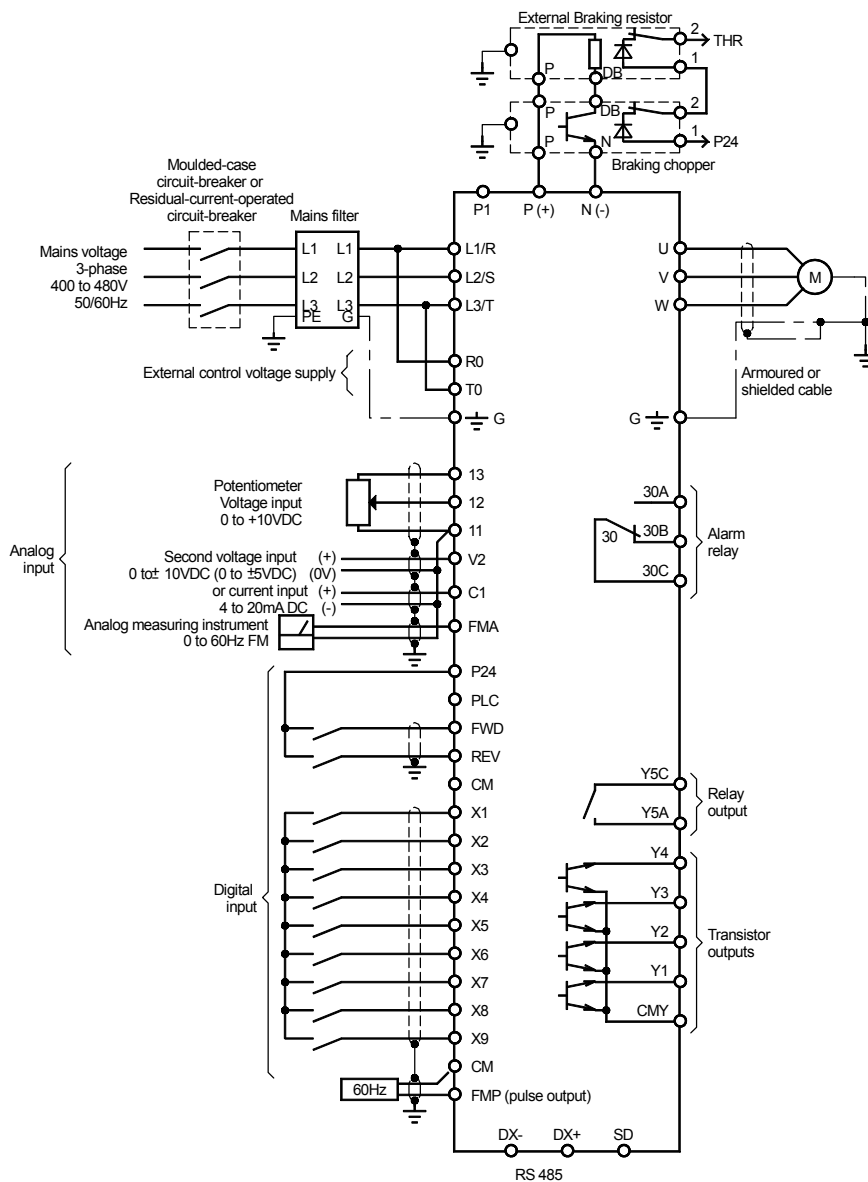 External Braking resistor
2
THR
1
P
DB
2
P
DB
1
P24
P
N
Braking chopper
Moulded-case
circuit-breaker or
Residual-current-operated
circuit-breaker
Mains filter
P1
P (+)
N (-)
Mains voltage
3-phase
400 to 480V
50/60Hz
L1
L1
L2
L2
L3
L3
PE
G
L1/R
L2/S
L3/T
U
V
W
M
External control voltage supply
R0
T0
G
G
Armoured or
shielded cable
Analog
input
Potentiometer
Voltage input
0 to +10VDC
13
12
11
Second voltage input (+)
0 to± 10VDC (0 to ±5VDC) (0V)
or current input (+)
4 to 20mA DC (-)
Analog measuring instrument
0 to 60Hz FM
V2
C1
FMA
30A
30
30B
30C
Alarm
relay
Digital
input
P24
PLC
FWD
REV
CM
X1
X2
X3
X4
X5
X6
X7
X8
X9
CM
60Hz
FMP (pulse output)
Y5C
Y5A
Relay
output
Y4
Y3
Y2
Y1
CMY
Transistor
outputs
DX-
DX+
SD
RS 485